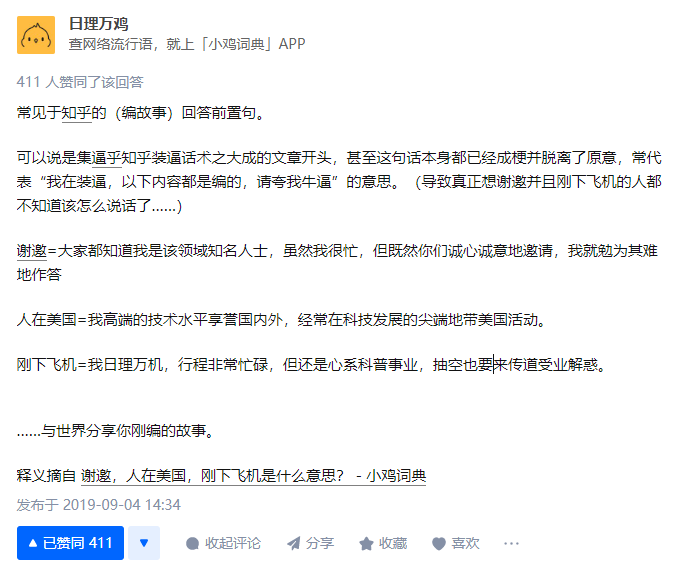 日理万鸡
查网络流行语，就上「小鸡词典」APP
411 人赞同了该回答
常见于知乎的（编故事）回答前置句。
可以说是集逼乎知乎装逼话术之大成的文章开头，甚至这句话本身都已经成梗并脱离了原意，常代
表“我在装逼，以下内容都是编的，请夸我牛逼”的意思。（导致真正想谢邀并且刚下飞机的人都
不知道该怎么说话了......）
谢邀=大家都知道我是该领域知名人士，虽然我很忙，但既然你们诚心诚意地邀请，我就勉为其难
地作答
人在美国=我高端的技术水平享誉国内外，经常在科技发展的尖端地带美国活动。
刚下飞机=我日理万机，行程非常忙碌，但还是心系科普事业，抽空也要来传道受业解惑。
......与世界分享你刚编的故事。
释义摘自 谢邀，人在美国，刚下飞机是什么意思？ - 小鸡词典
发布于 2019-09-04 14:34
已赞同 411 收起评论 分享 收藏 喜欢 ...